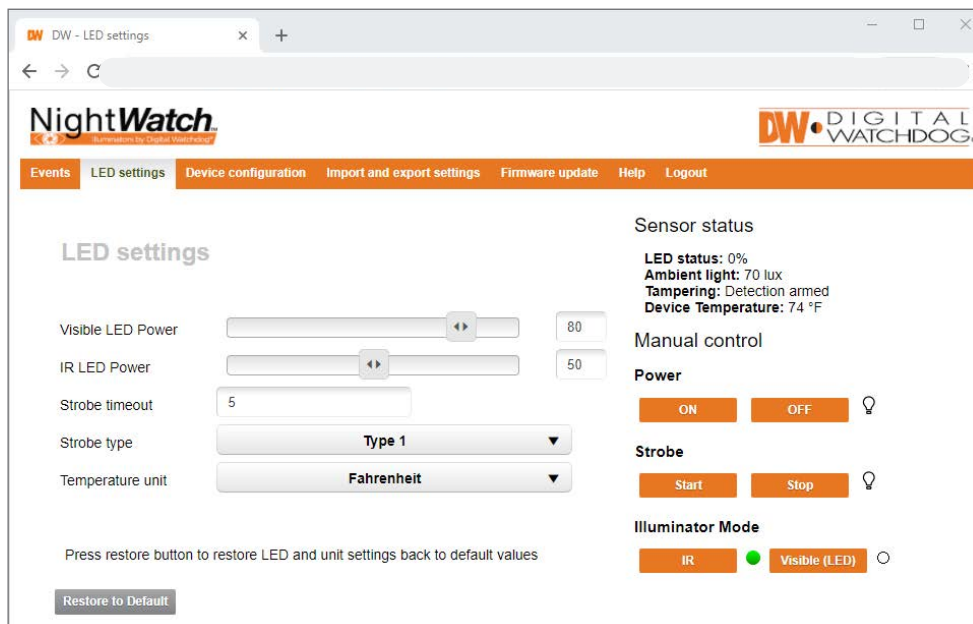 DW DW - LED settings
NightWatch™
Illuminators by Digital Watchdog®
DW DIGITAL
WATCHDOG®
Events LED settings Device configuration Import and export settings Firmware update Help Logout
LED settings
Visible LED Power 80
IR LED Power 50
Strobe timeout 5
Strobe type Type 1
Temperature unit Fahrenheit
Press restore button to restore LED and unit settings back to default values
Restore to Default
Sensor status
LED status: 0%
Ambient light: 70 lux
Tampering: Detection armed
Device Temperature: 74 °F
Manual control
Power
ON OFF
Strobe
Start Stop
Illuminator Mode
IR Visible (LED)